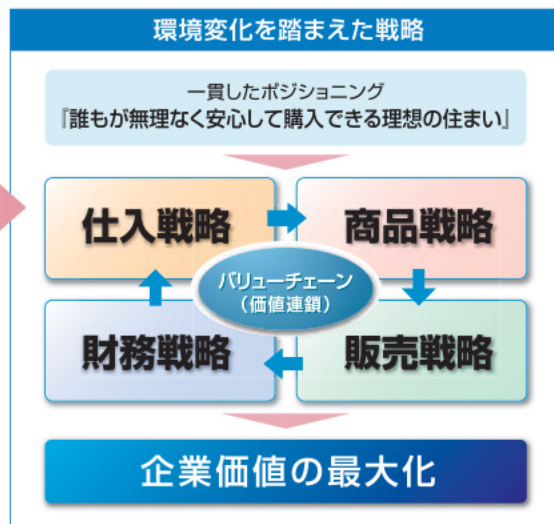 環境変化を踏まえた戦略
一貫したポジショニング
『誰もが無理なく安心して購入できる理想の住まい』
仕入戦略
商品戦略
バリューチェーン
（価値連鎖）
財務戦略
販売戦略
企業価値の最大化